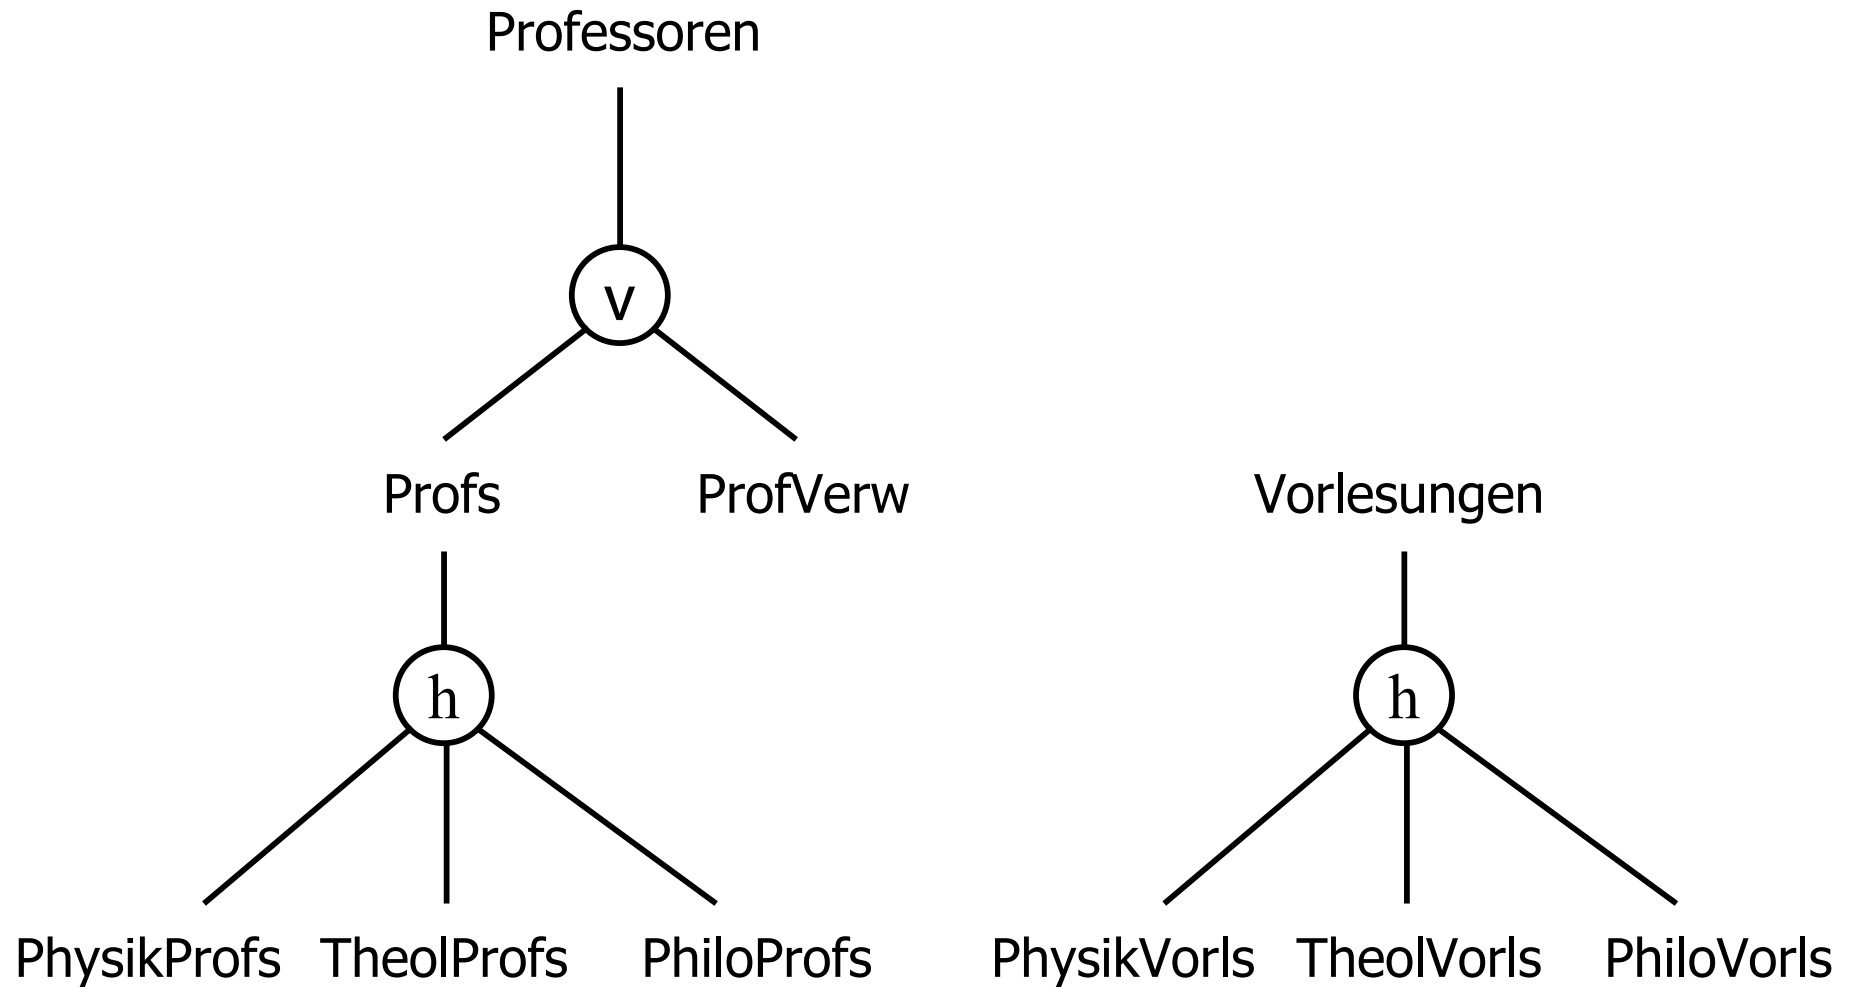 Professoren
v
Profs ProfVerw Vorlesungen
h h
PhysikProfs TheolProfs PhiloProfs PhysikVorls TheolVorls PhiloVorls